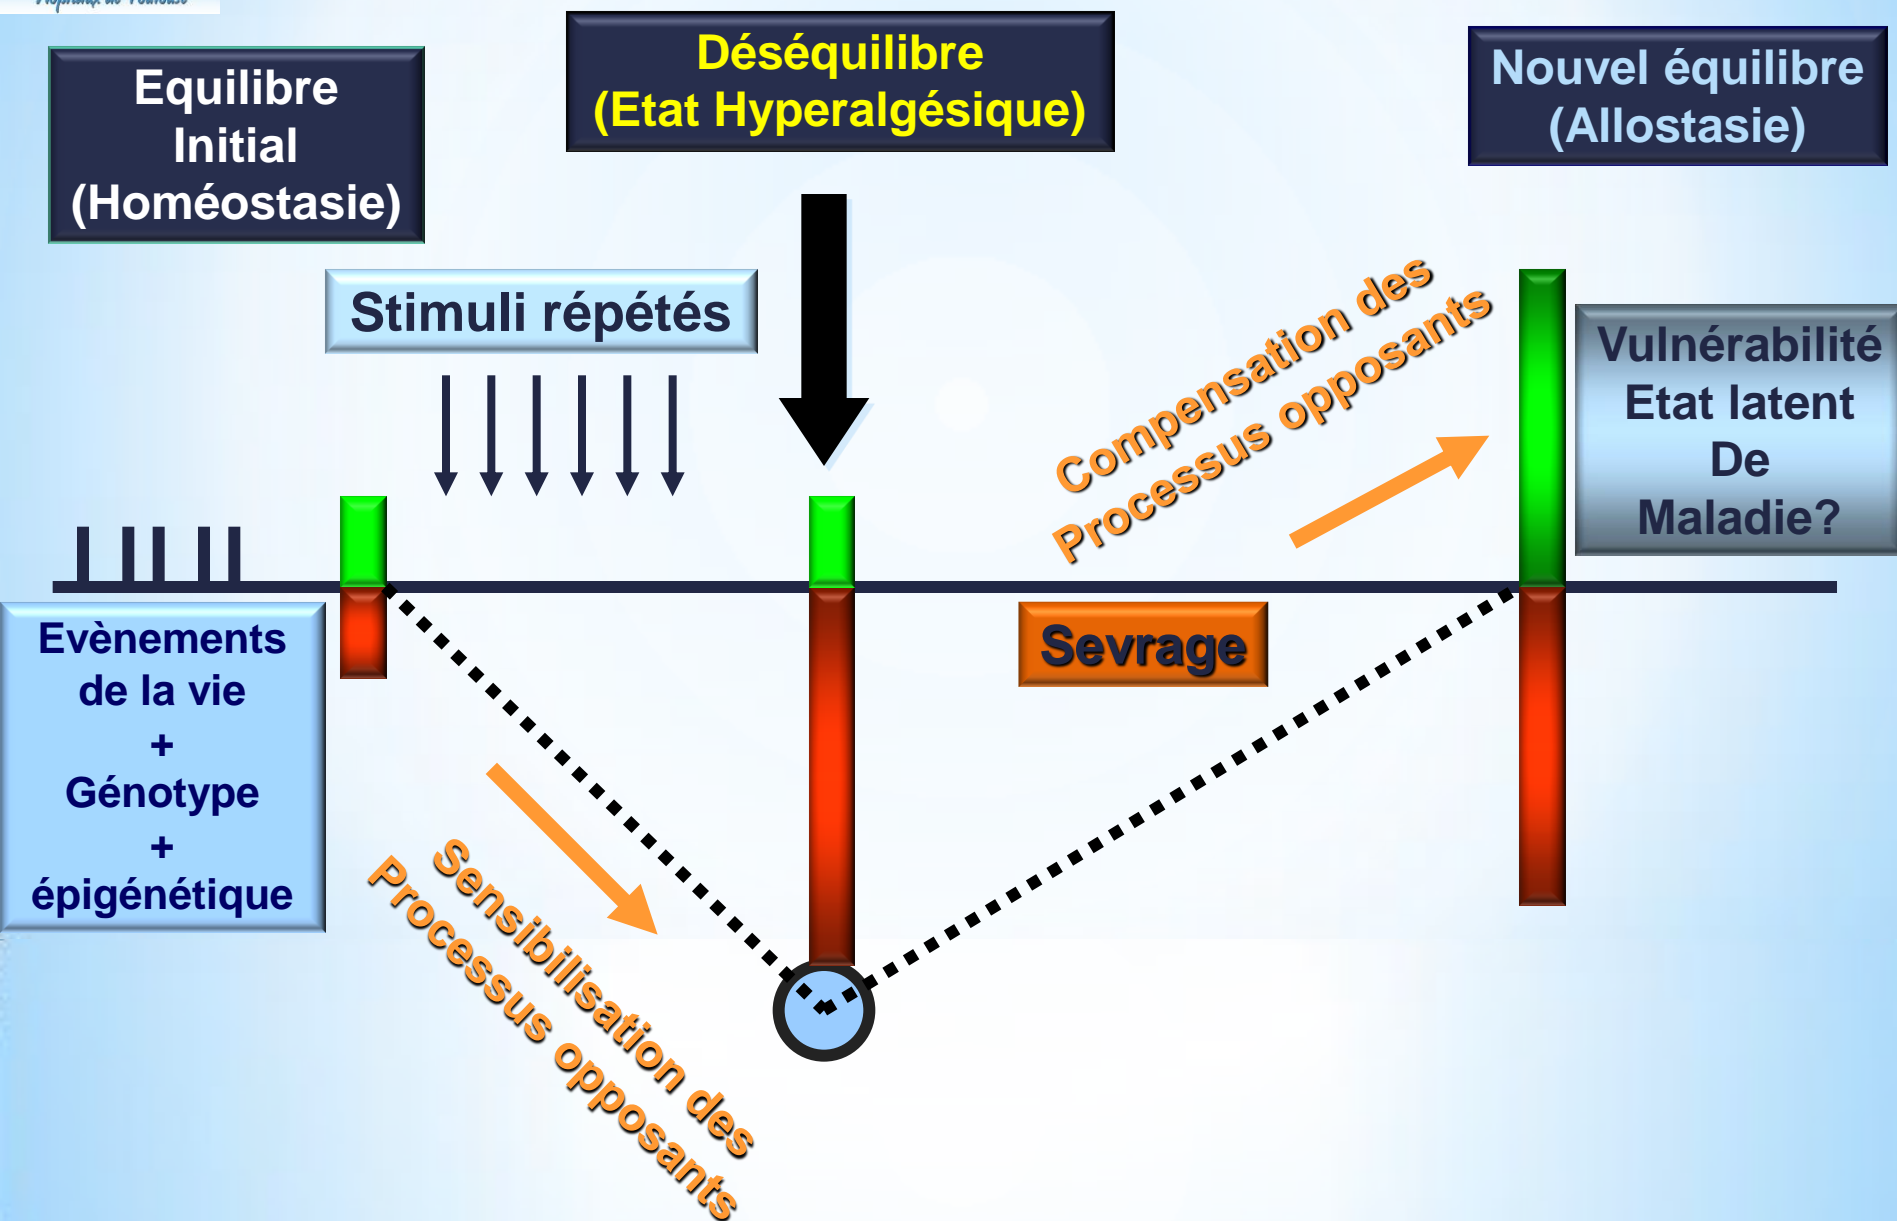 Equilibre
Initial
(Homéostasie)
Déséquilibre
(Etat Hyperalgésique)
Nouvel équilibre
(Allostasie)
Stimuli répétés
Compensation des
Processus opposants
Vulnérabilité
Etat latent
De
Maladie?
Sevrage
Evènements
de la vie
+
Génotype
+
épigénétique
Sensibilisation des
Processus opposants